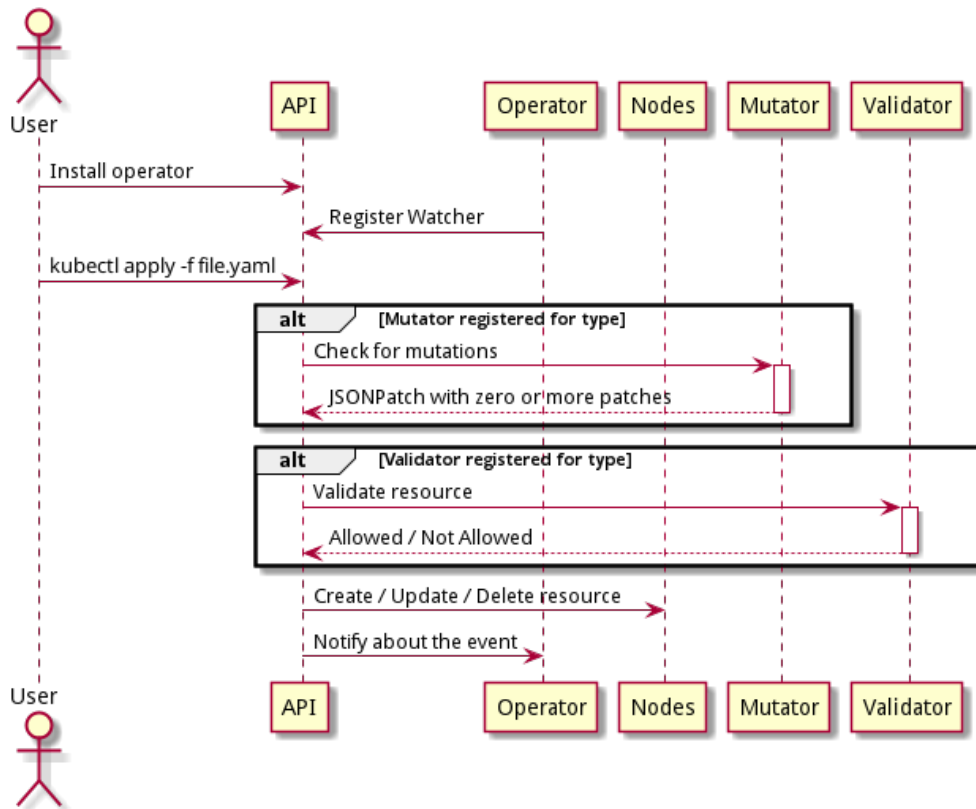 User
API
Operator
Nodes
Mutator
Validator
Install operator
Register Watcher
kubectl apply -f file.yaml
alt
[Mutator registered for type]
Check for mutations
JSONPatch with zero or more patches
alt
[Validator registered for type]
Validate resource
Allowed / Not Allowed
Create / Update / Delete resource
Notify about the event
User
API
Operator
Nodes
Mutator
Validator